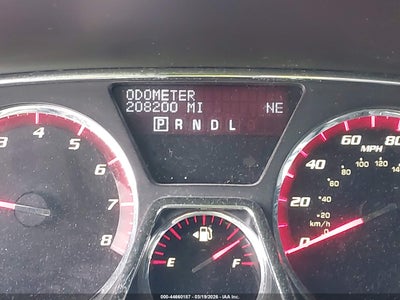 ODOMETER
208200 MI NE
P R N D L
3 4 5 6 7 8
E F
0 20 40 60 80
MPH
0 20 40 60 80 100 120 140
km/h
000-44660187 - 03/19/2026 - IAA Inc.